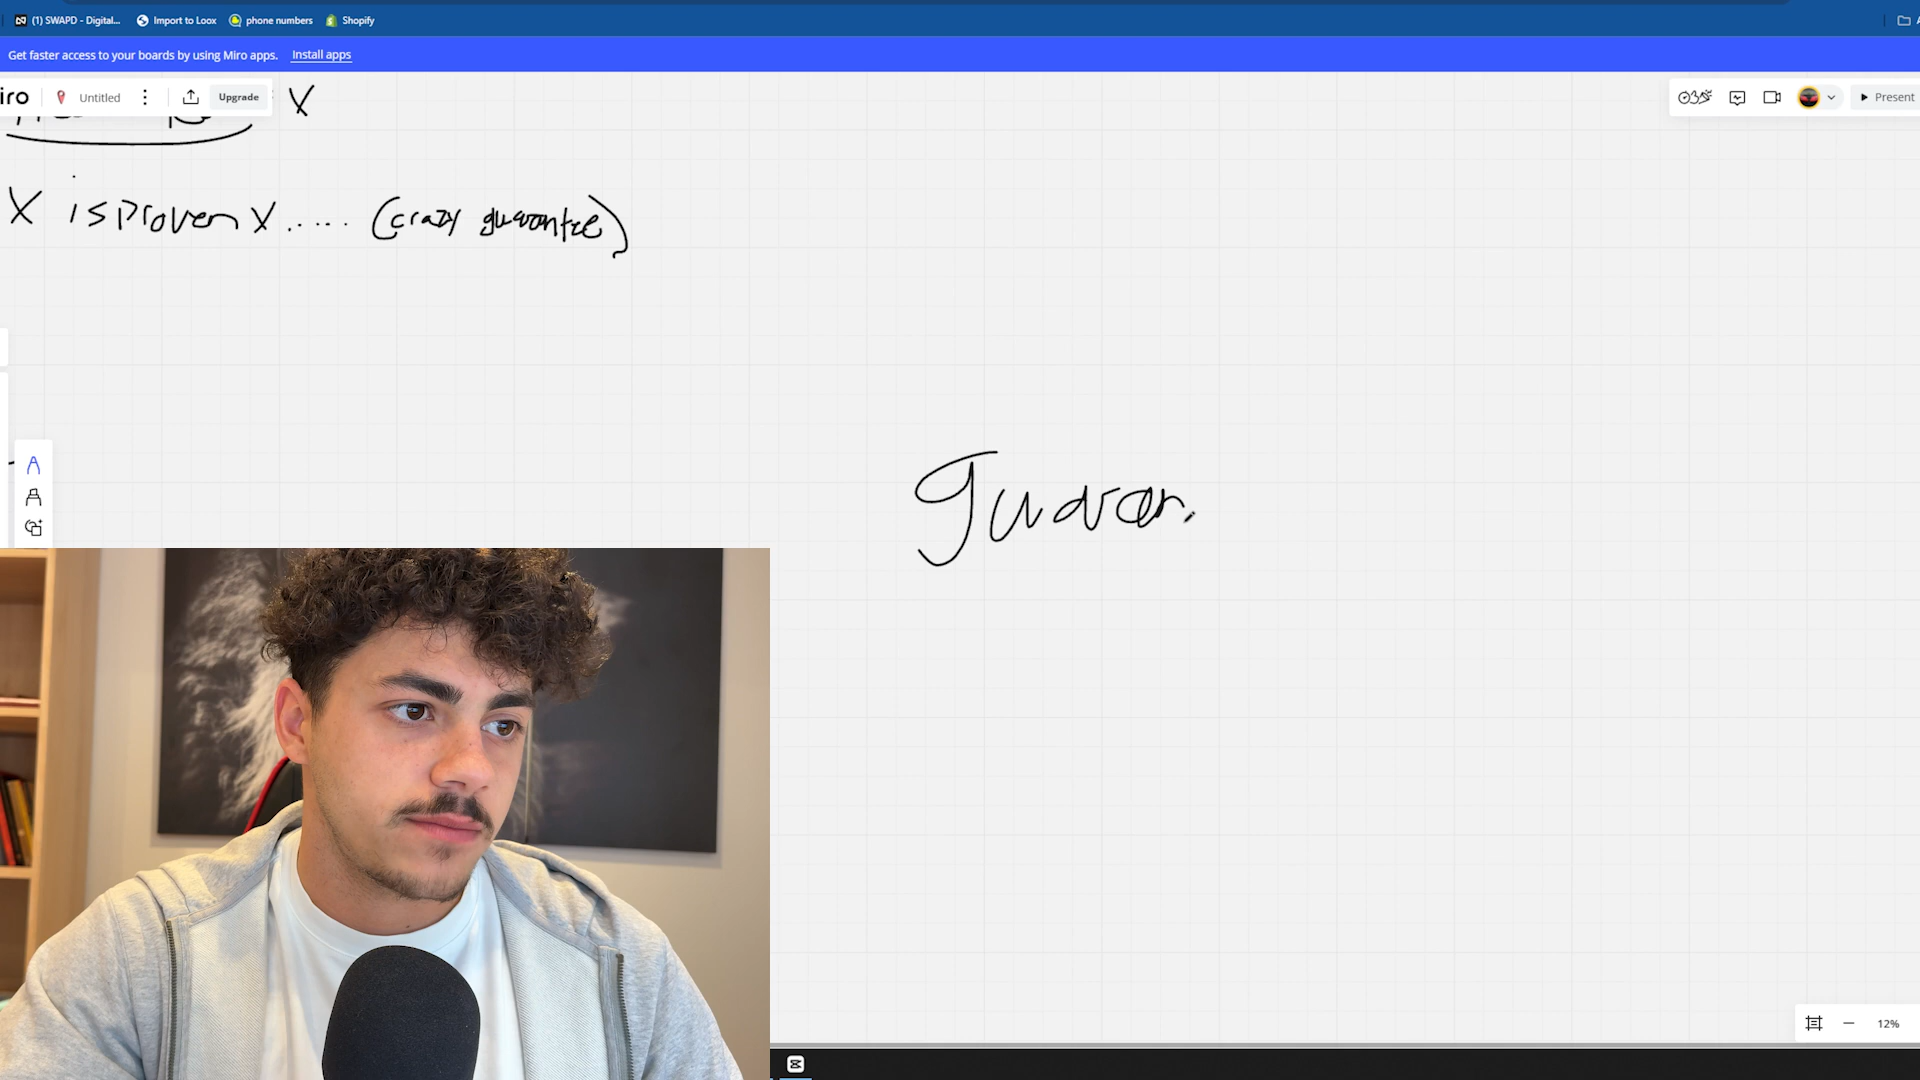 (1) SWAPD - Digital... Import to Loox phone numbers Shopify
Get faster access to your boards by using Miro apps. Install apps
iro Untitled Upgrade X
Present
X is proven X ..... (crazy guarantee)
guaran
12%